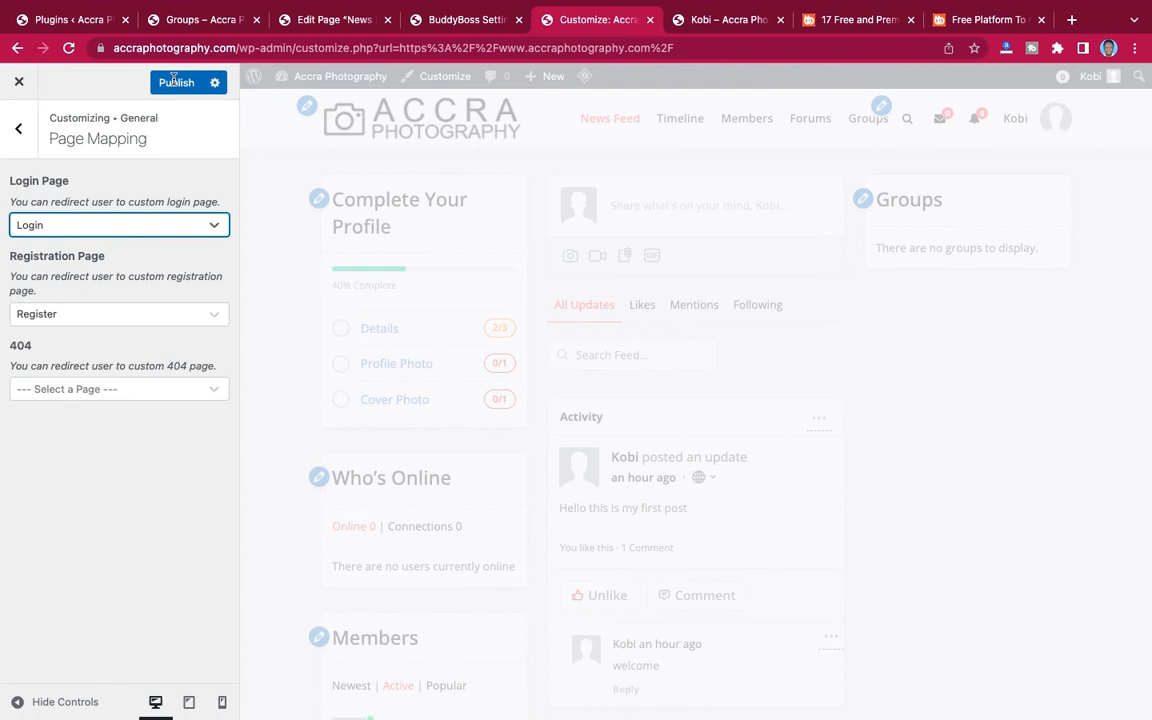 Plugins ‹ Accra P
Groups – Accra P
Edit Page “News
BuddyBoss Settin
Customize: Accra
Kobi – Accra Pho
17 Free and Prem
Free Platform To
accraphotography.com/wp-admin/customize.php?url=https%3A%2F%2Fwww.accraphotography.com%2F
Publish
Accra Photography
Customize
0
New
0
Kobi
Customizing ▸ General
Page Mapping
ACCRA
PHOTOGRAPHY
News Feed
Timeline
Members
Forums
Groups
6
0
Kobi
Login Page
You can redirect user to custom login page.
Login
Registration Page
You can redirect user to custom registration
page.
Register
404
You can redirect user to custom 404 page.
--- Select a Page ---
Complete Your
Profile
40% Complete
Details
2/3
Profile Photo
0/1
Cover Photo
0/1
Who’s Online
Online 0 | Connections 0
There are no users currently online
Members
Newest | Active | Popular
Share what's on your mind, Kobi...
GIF
All Updates
Likes
Mentions
Following
Search Feed...
Activity
Kobi posted an update
an hour ago
Hello this is my first post
You like this · 1 Comment
Unlike
Comment
Kobi an hour ago
welcome
Reply
Groups
There are no groups to display.
Hide Controls